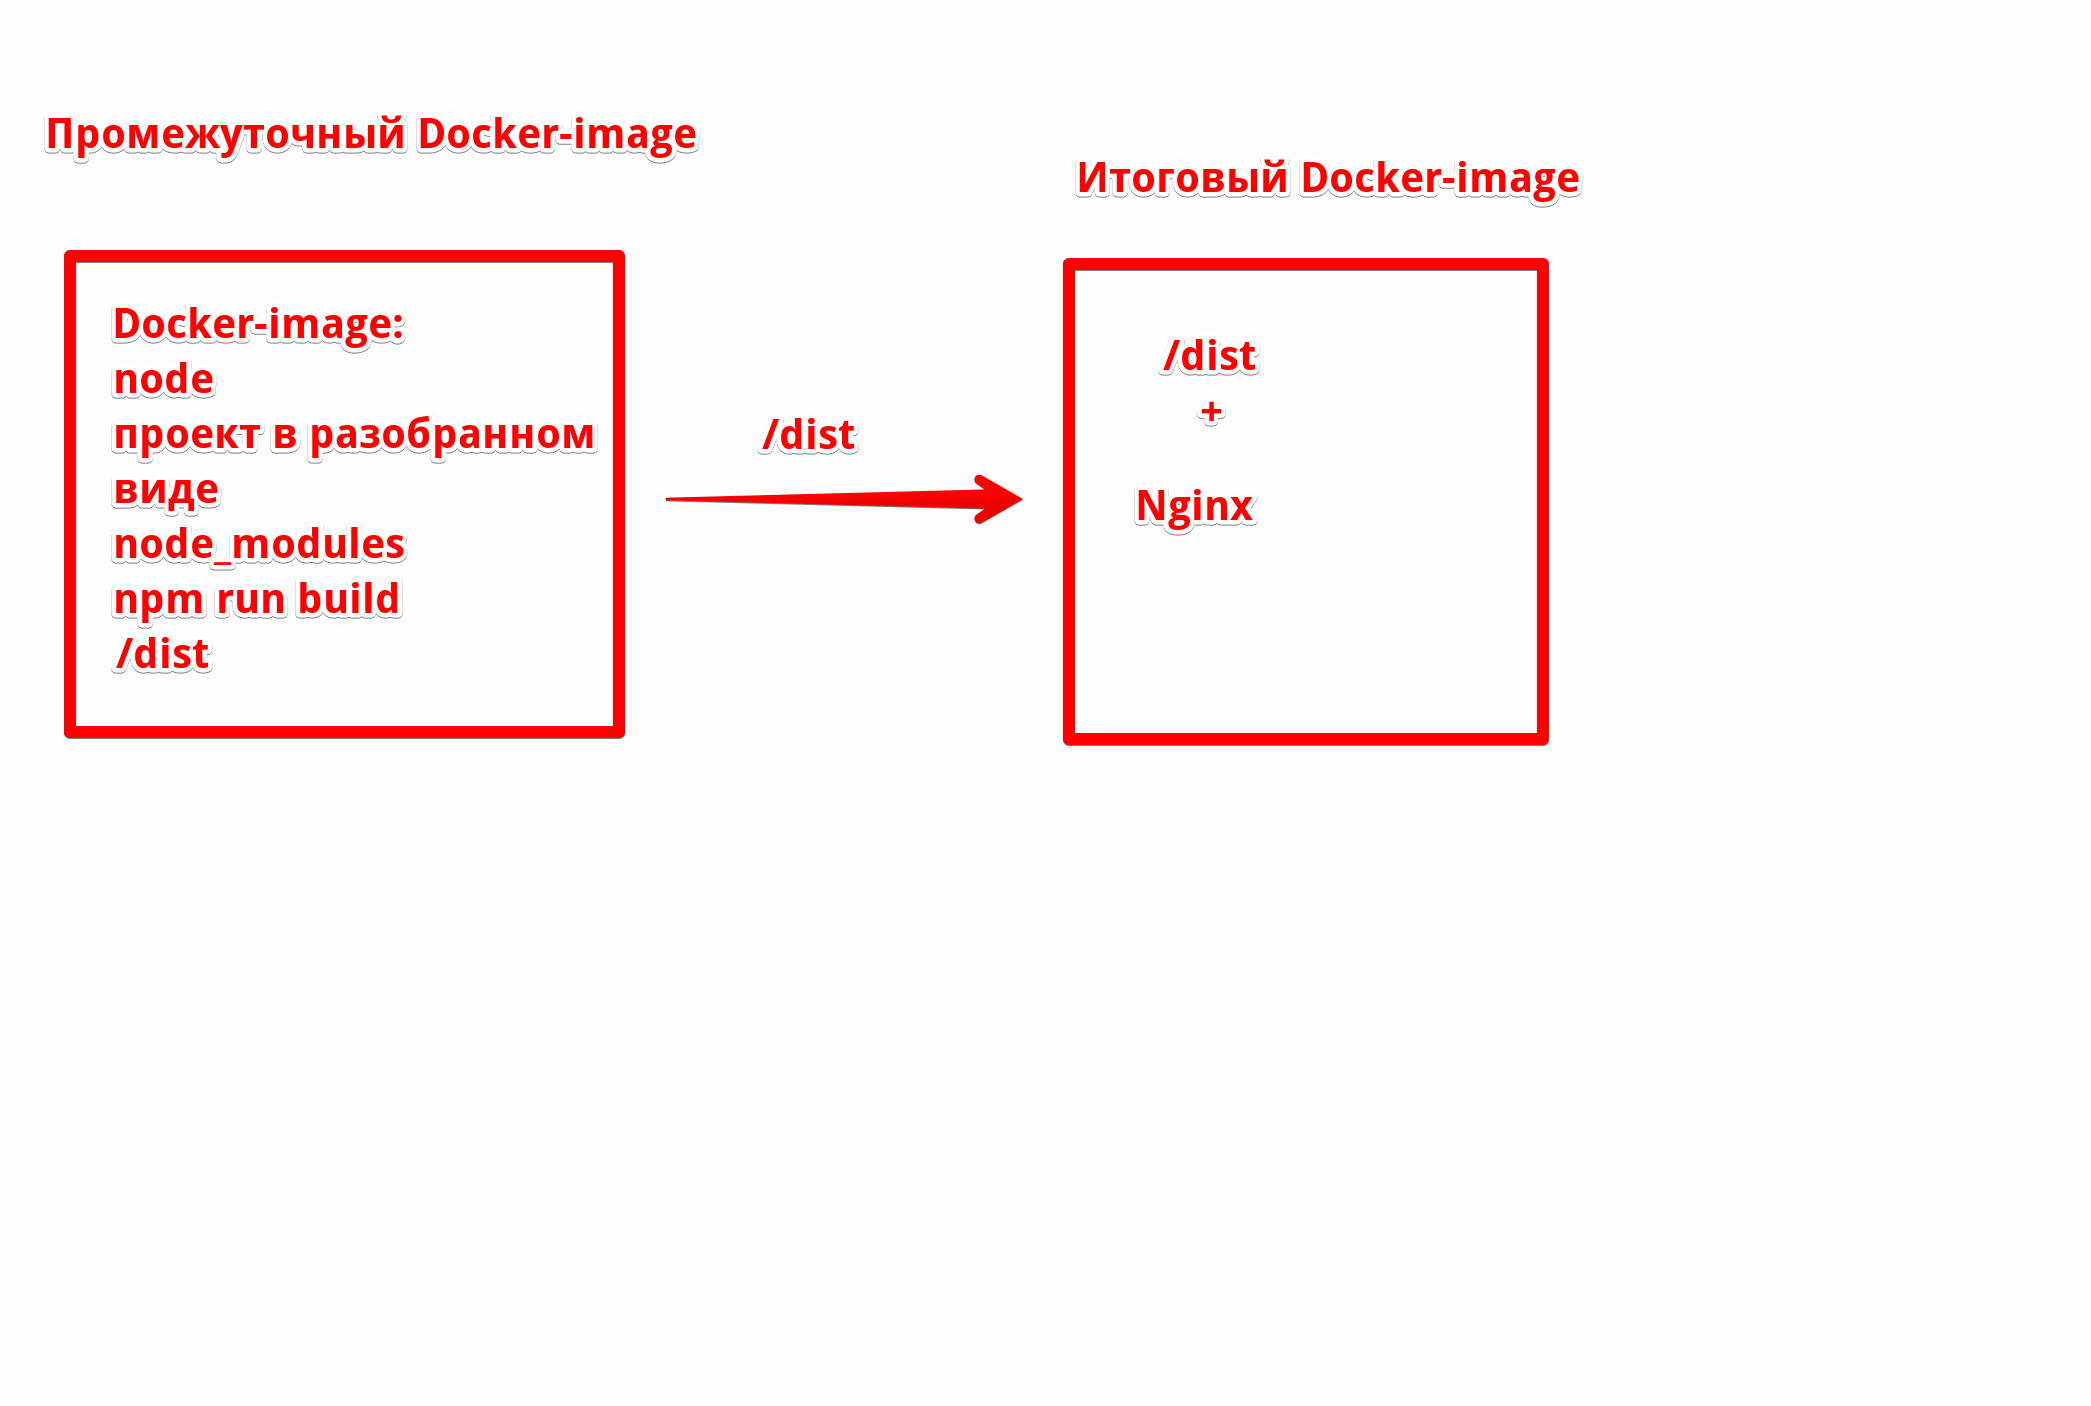 Промежуточный Docker-image
Docker-image:
node
проект в разобранном
виде
node_modules
npm run build
/dist
/dist
Итоговый Docker-image
/dist
+
Nginx